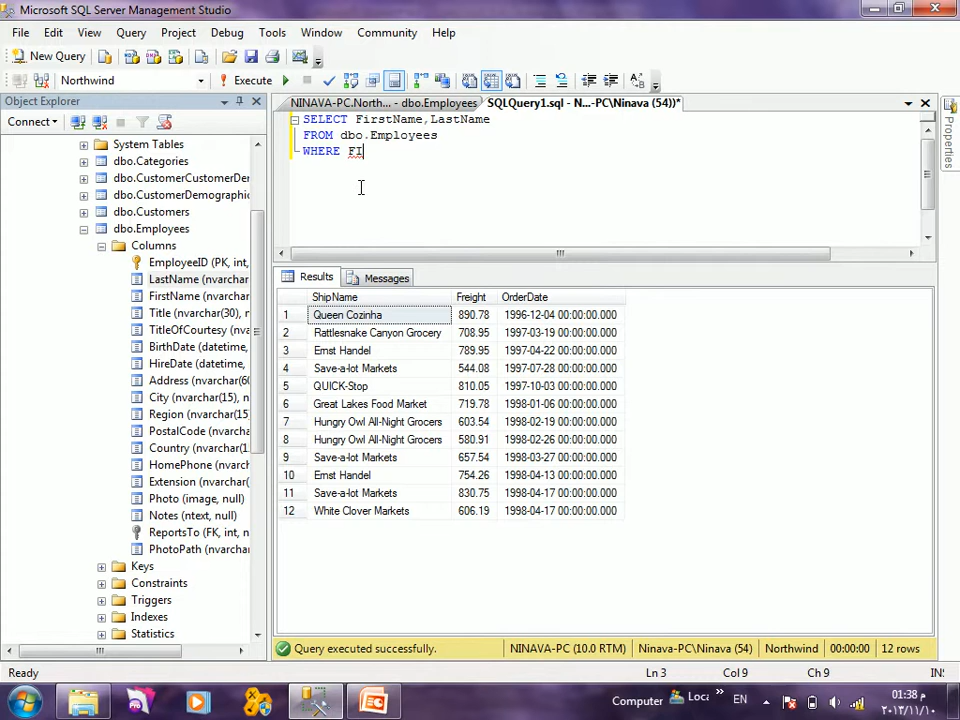 Microsoft SQL Server Management Studio
File Edit View Query Project Debug Tools Window Community Help
New Query
Northwind Execute
Object Explorer
NINAVA-PC.North... - dbo.Employees SQLQuery1.sql - N...-PC\Ninava (54))*
Connect
SELECT FirstName,LastName
FROM dbo.Employees
WHERE FI
System Tables
dbo.Categories
dbo.CustomerCustomerDer
dbo.CustomerDemographic
dbo.Customers
dbo.Employees
Columns
EmployeeID (PK, int,
LastName (nvarchar
FirstName (nvarchar
Title (nvarchar(30), n
TitleOfCourtesy (nva
BirthDate (datetime,
HireDate (datetime,
Address (nvarchar(60
City (nvarchar(15), n
Region (nvarchar(15)
PostalCode (nvarchar
Country (nvarchar(1
HomePhone (nvarchar
Extension (nvarchar(
Photo (image, null)
Notes (ntext, null)
ReportsTo (FK, int, n
PhotoPath (nvarchar
Keys
Constraints
Triggers
Indexes
Statistics
Properties
Results Messages
ShipName Freight OrderDate
1 Queen Cozinha 890.78 1996-12-04 00:00:00.000
2 Rattlesnake Canyon Grocery 708.95 1997-03-19 00:00:00.000
3 Ernst Handel 789.95 1997-04-22 00:00:00.000
4 Save-a-lot Markets 544.08 1997-07-28 00:00:00.000
5 QUICK-Stop 810.05 1997-10-03 00:00:00.000
6 Great Lakes Food Market 719.78 1998-01-06 00:00:00.000
7 Hungry Owl All-Night Grocers 603.54 1998-02-19 00:00:00.000
8 Hungry Owl All-Night Grocers 580.91 1998-02-26 00:00:00.000
9 Save-a-lot Markets 657.54 1998-03-27 00:00:00.000
10 Ernst Handel 754.26 1998-04-13 00:00:00.000
11 Save-a-lot Markets 830.75 1998-04-17 00:00:00.000
12 White Clover Markets 606.19 1998-04-17 00:00:00.000
Query executed successfully. NINAVA-PC (10.0 RTM) Ninava-PC\Ninava (54) Northwind 00:00:00 12 rows
Ready Ln 3 Col 9 Ch 9 INS
Computer Loca EN
01:38 م
٢٠١٣/١١/١٠